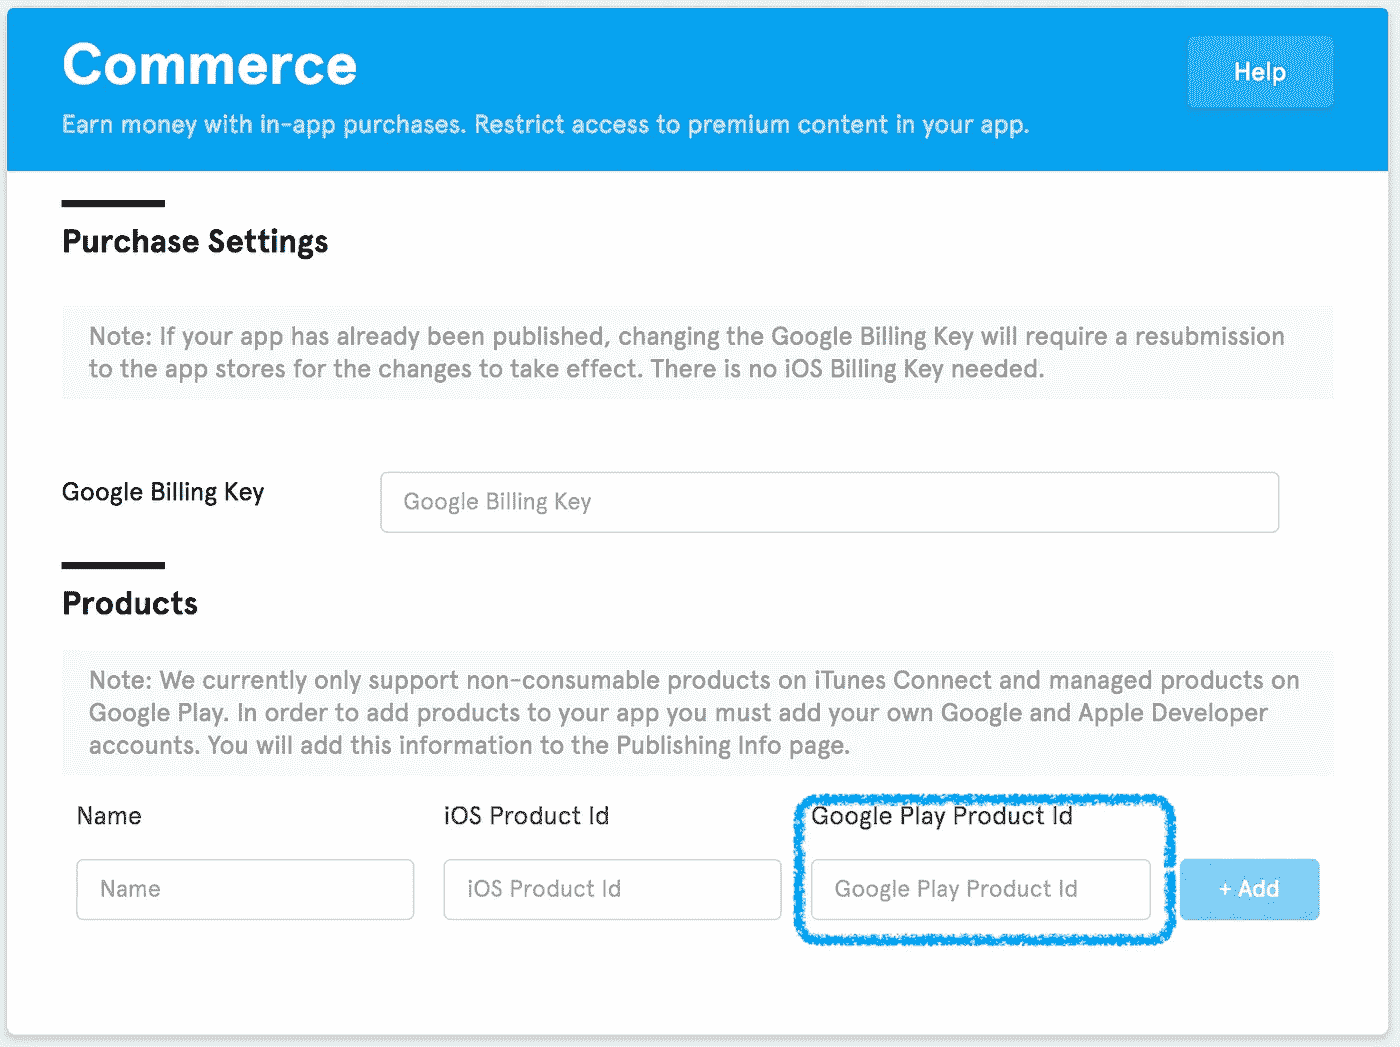 Commerce
Help
Earn money with in-app purchases. Restrict access to premium content in your app.
Purchase Settings
Note: If your app has already been published, changing the Google Billing Key will require a resubmission
to the app stores for the changes to take effect. There is no iOS Billing Key needed.
Google Billing Key
Google Billing Key
Products
Note: We currently only support non-consumable products on iTunes Connect and managed products on
Google Play. In order to add products to your app you must add your own Google and Apple Developer
accounts. You will add this information to the Publishing Info page.
Name
iOS Product Id
Google Play Product Id
Name
iOS Product Id
Google Play Product Id
+ Add